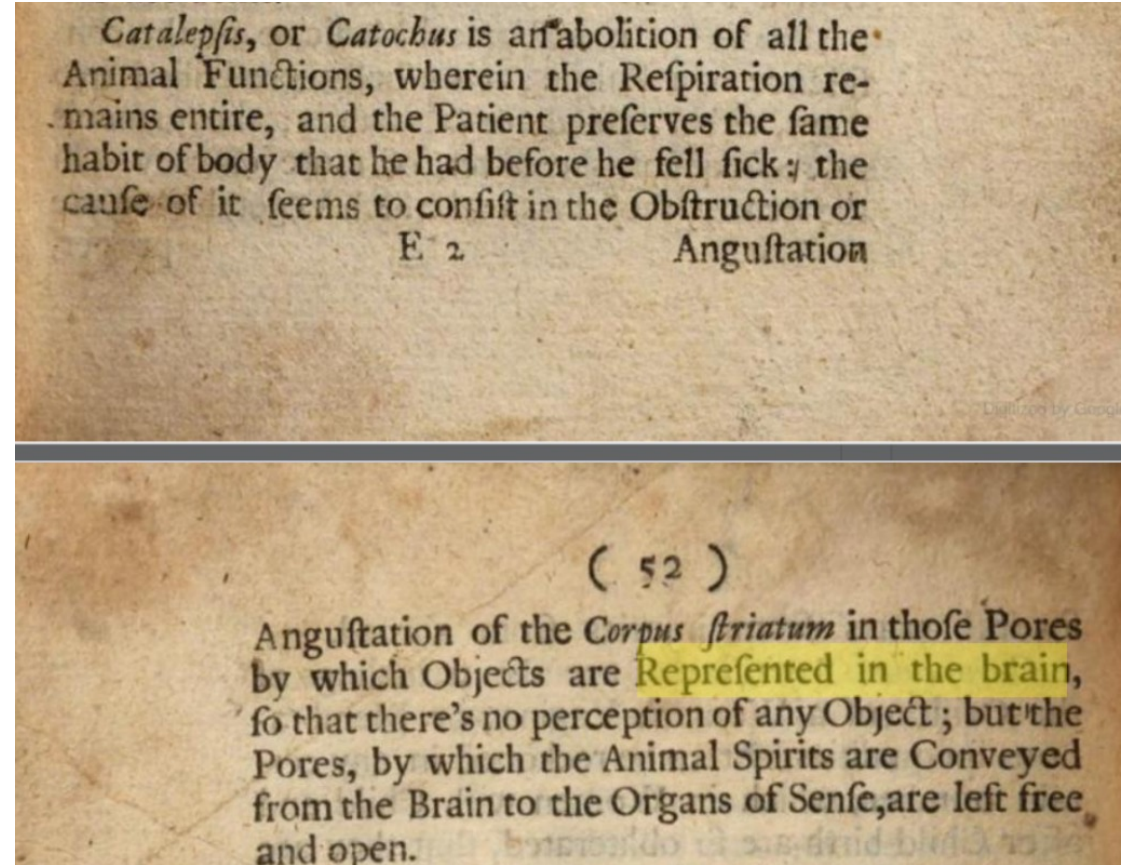 Catalepſis, or Catochus is an abolition of all the
Animal Functions, wherein the Reſpiration re-
mains entire, and the Patient preſerves the ſame
habit of body that he had before he fell ſick; the
cauſe of it ſeems to conſiſt in the Obſtruction or
E 2 Anguſtation
Digitized by Google
( 52 )
Anguſtation of the Corpus ſtriatum in thoſe Pores
by which Objects are Repreſented in the brain,
ſo that there's no perception of any Object; but the
Pores, by which the Animal Spirits are Conveyed
from the Brain to the Organs of Senſe, are left free
and open.